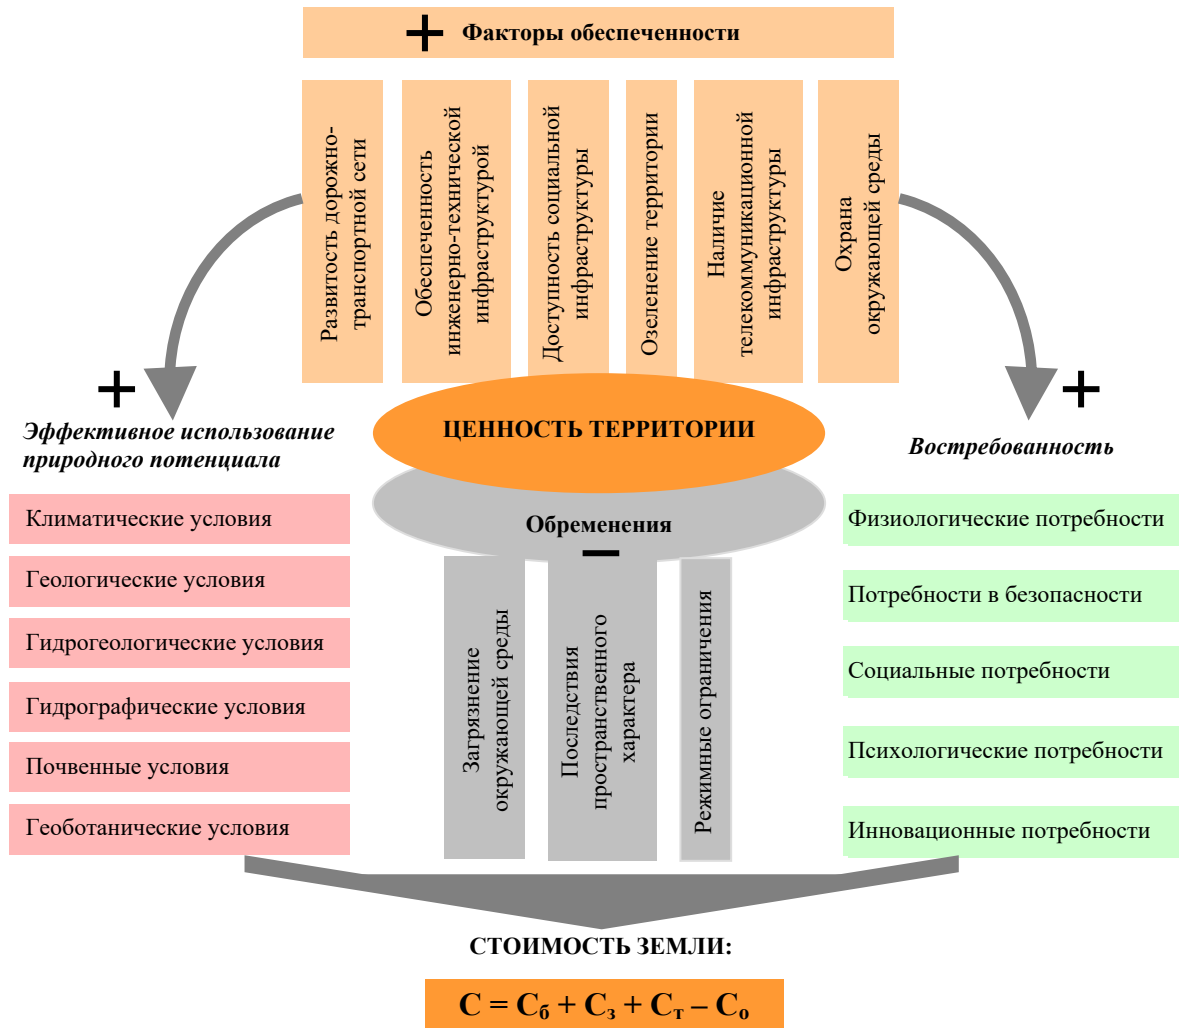 + Факторы обеспеченности
Развитость дорожно-
транспортной сети
Обеспеченность
инженерно-технической
инфраструктурой
Доступность социальной
инфраструктуры
Озеленение территории
Наличие
телекоммуникационной
инфраструктуры
Охрана
окружающей среды
+
+
Эффективное использование
природного потенциала
ЦЕННОСТЬ ТЕРРИТОРИИ
Востребованность
Климатические условия
Геологические условия
Гидрогеологические условия
Гидрографические условия
Почвенные условия
Геоботанические условия
Обременения
–
Загрязнение
окружающей среды
Последствия
пространственного
характера
Режимные ограничения
Физиологические потребности
Потребности в безопасности
Социальные потребности
Психологические потребности
Инновационные потребности
СТОИМОСТЬ ЗЕМЛИ:
С = Сб + Сз + Ст – Со